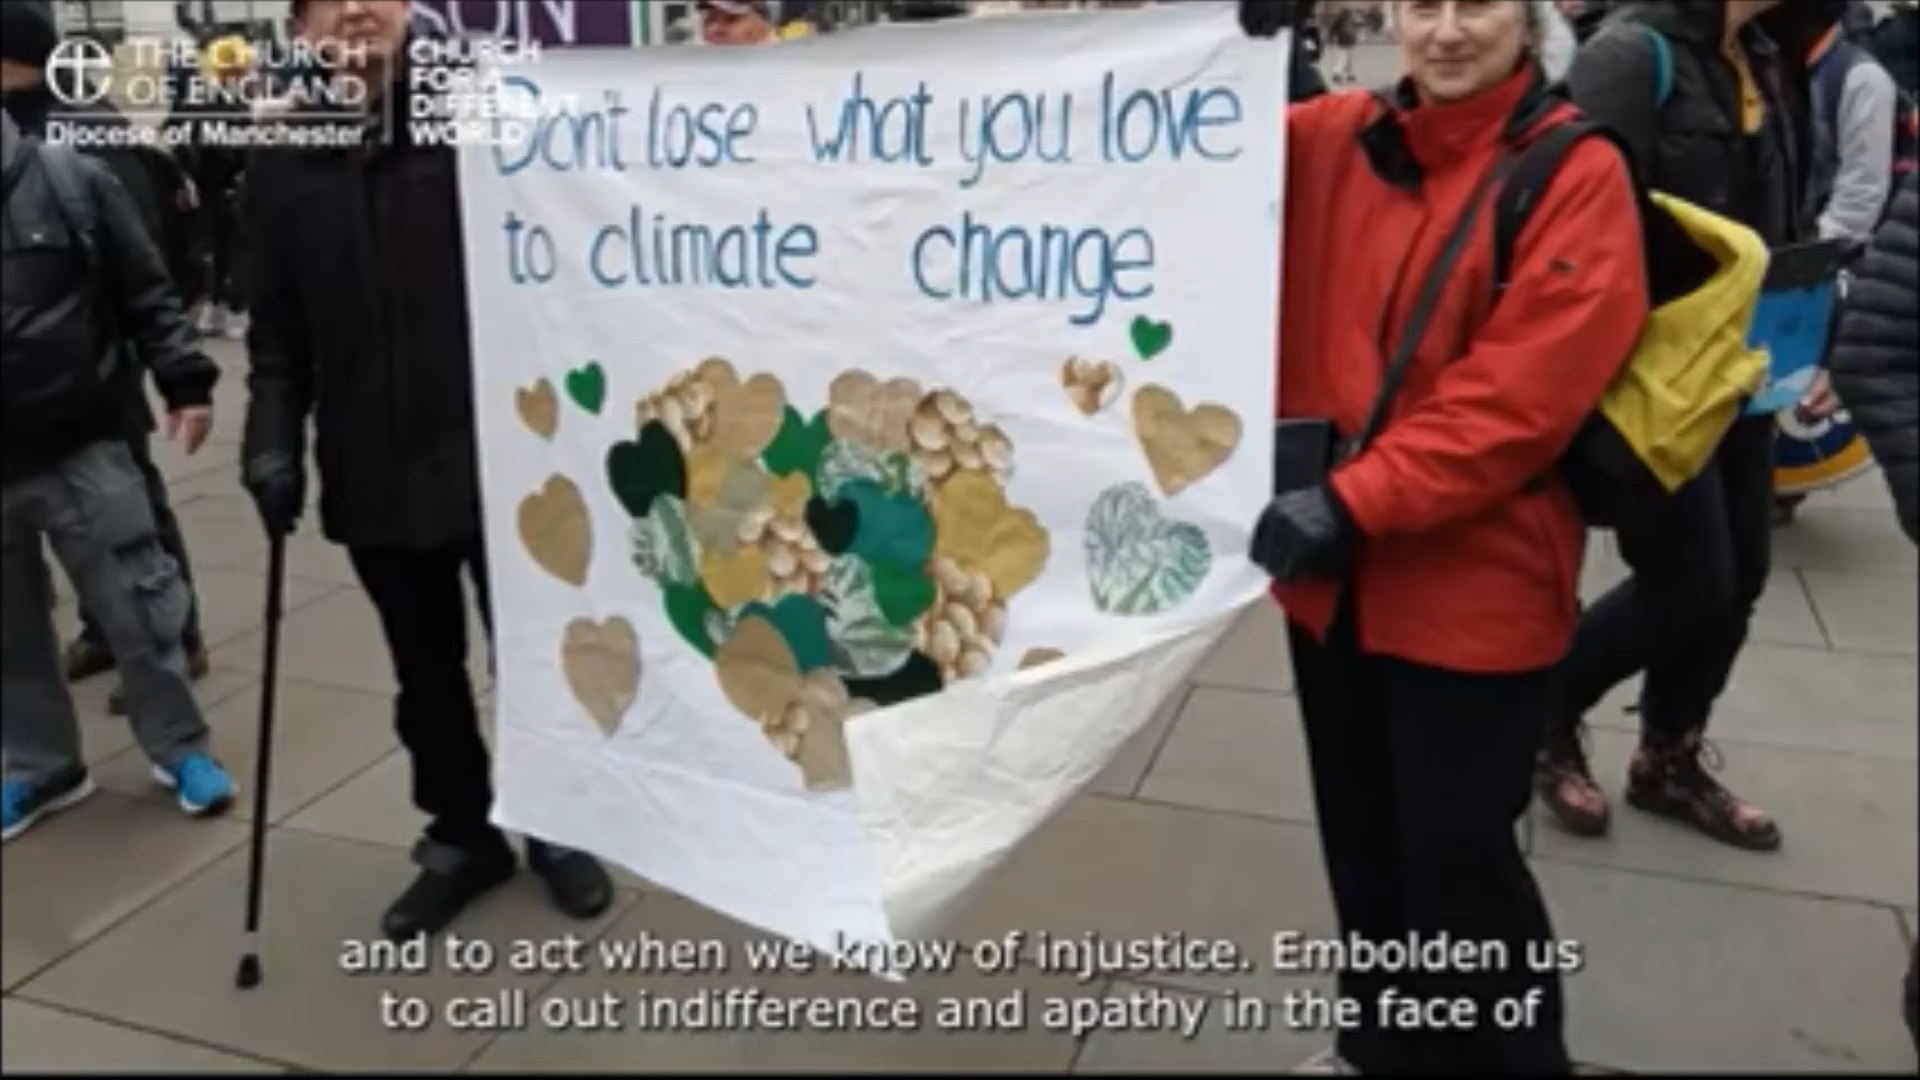 SON
THE CHURCH
OF ENGLAND
Diocese of Manchester
CHURCH
FOR A
DIFFERENT
WORLD
Don't lose what you love
to climate change
and to act when we know of injustice. Embolden us
to call out indifference and apathy in the face of